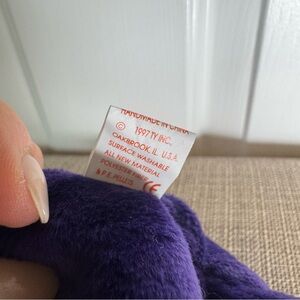 HANDMADE IN CHINA
© 1997 TY INC.,
OAKBROOK, IL. U.S.A.
SURFACE WASHABLE
ALL NEW MATERIAL
POLYESTER FIBER
& P.E. PELLETS
CE